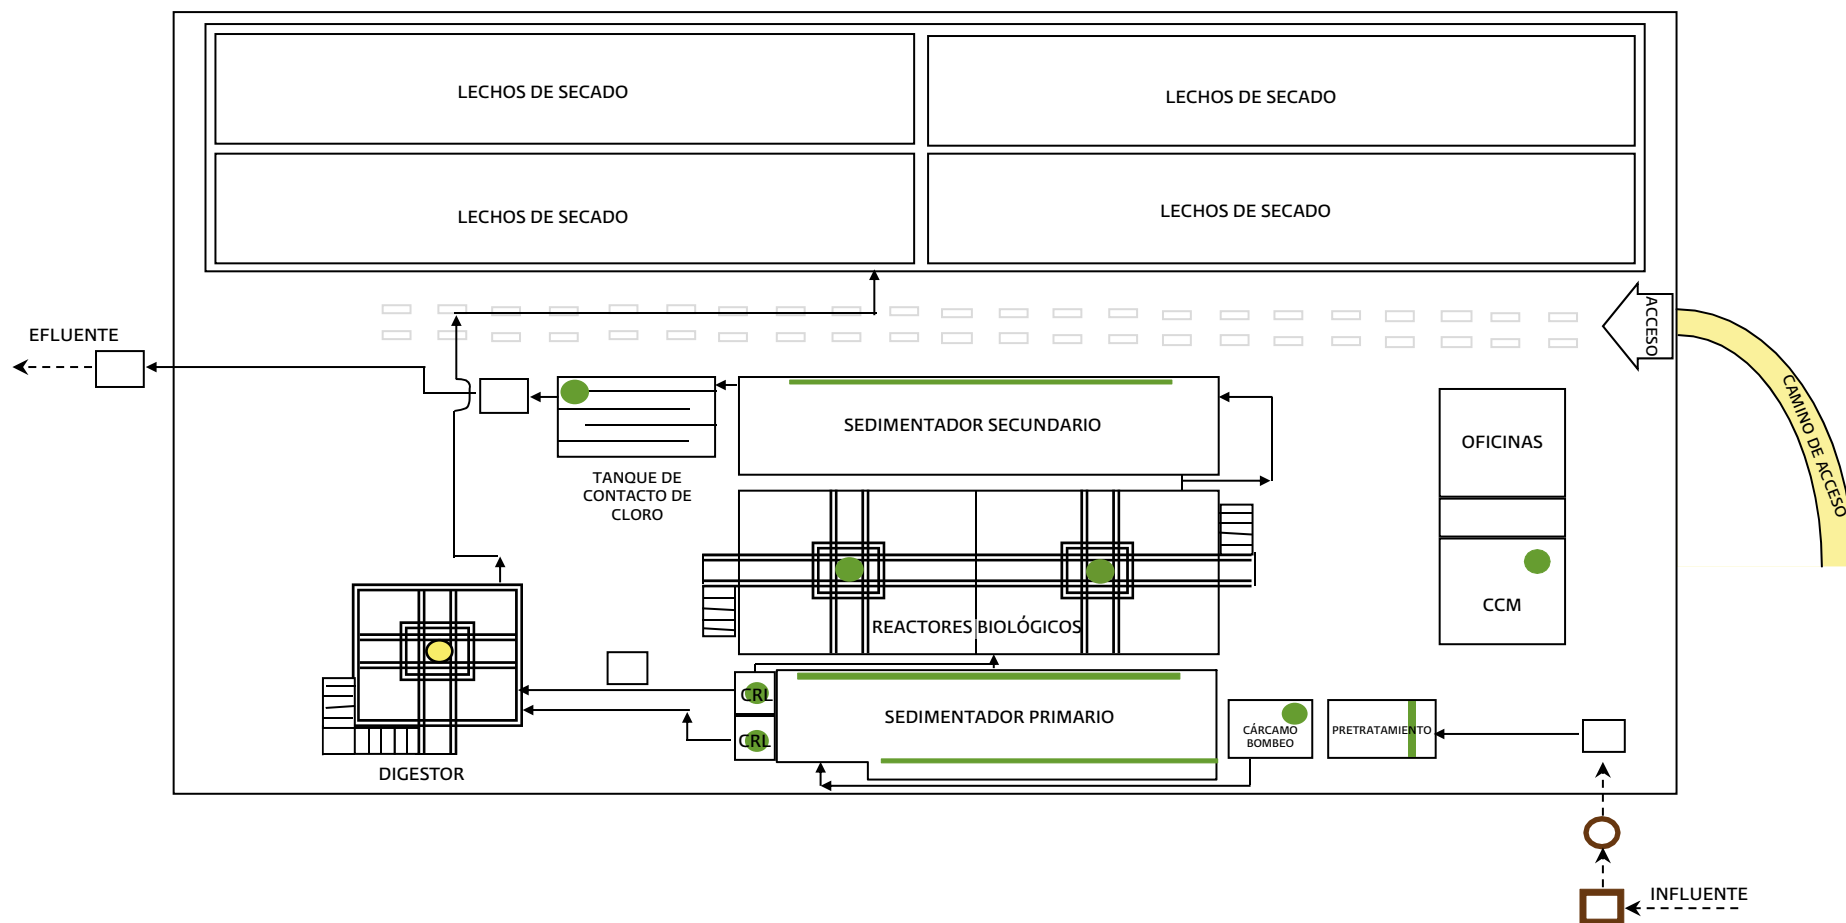 LECHOS DE SECADO
LECHOS DE SECADO
LECHOS DE SECADO
LECHOS DE SECADO
EFLUENTE
ACCESO
CAMINO DE ACCESO
SEDIMENTADOR SECUNDARIO
OFICINAS
TANQUE DE
CONTACTO DE
CLORO
REACTORES BIOLÓGICOS
CCM
CRL
CRL
SEDIMENTADOR PRIMARIO
CÁRCAMO
BOMBEO
PRETRATAMIENTO
DIGESTOR
INFLUENTE